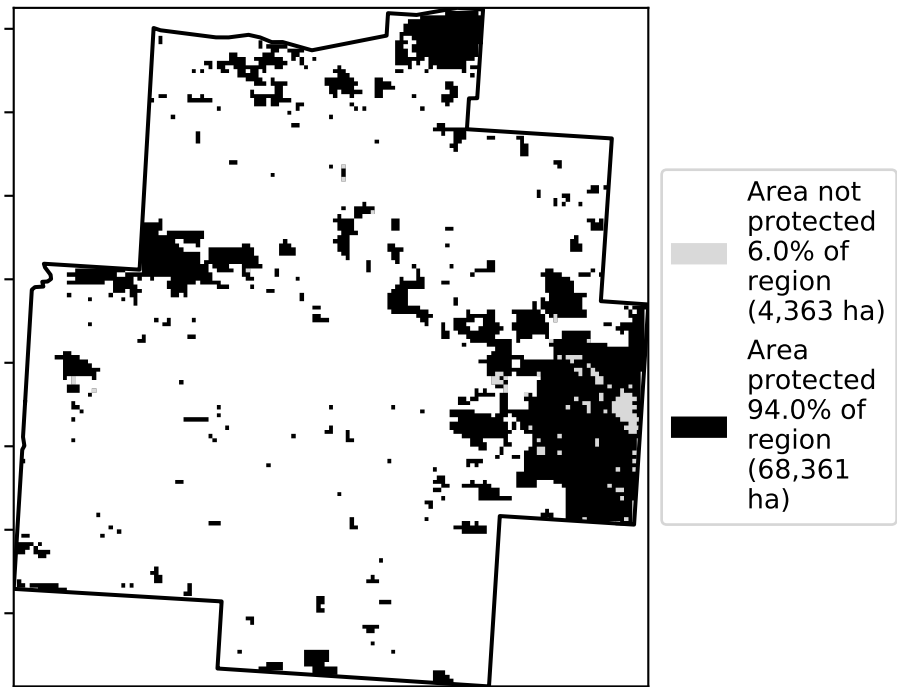 Area not
protected
6.0% of
region
(4,363 ha)
Area
protected
94.0% of
region
(68,361
ha)